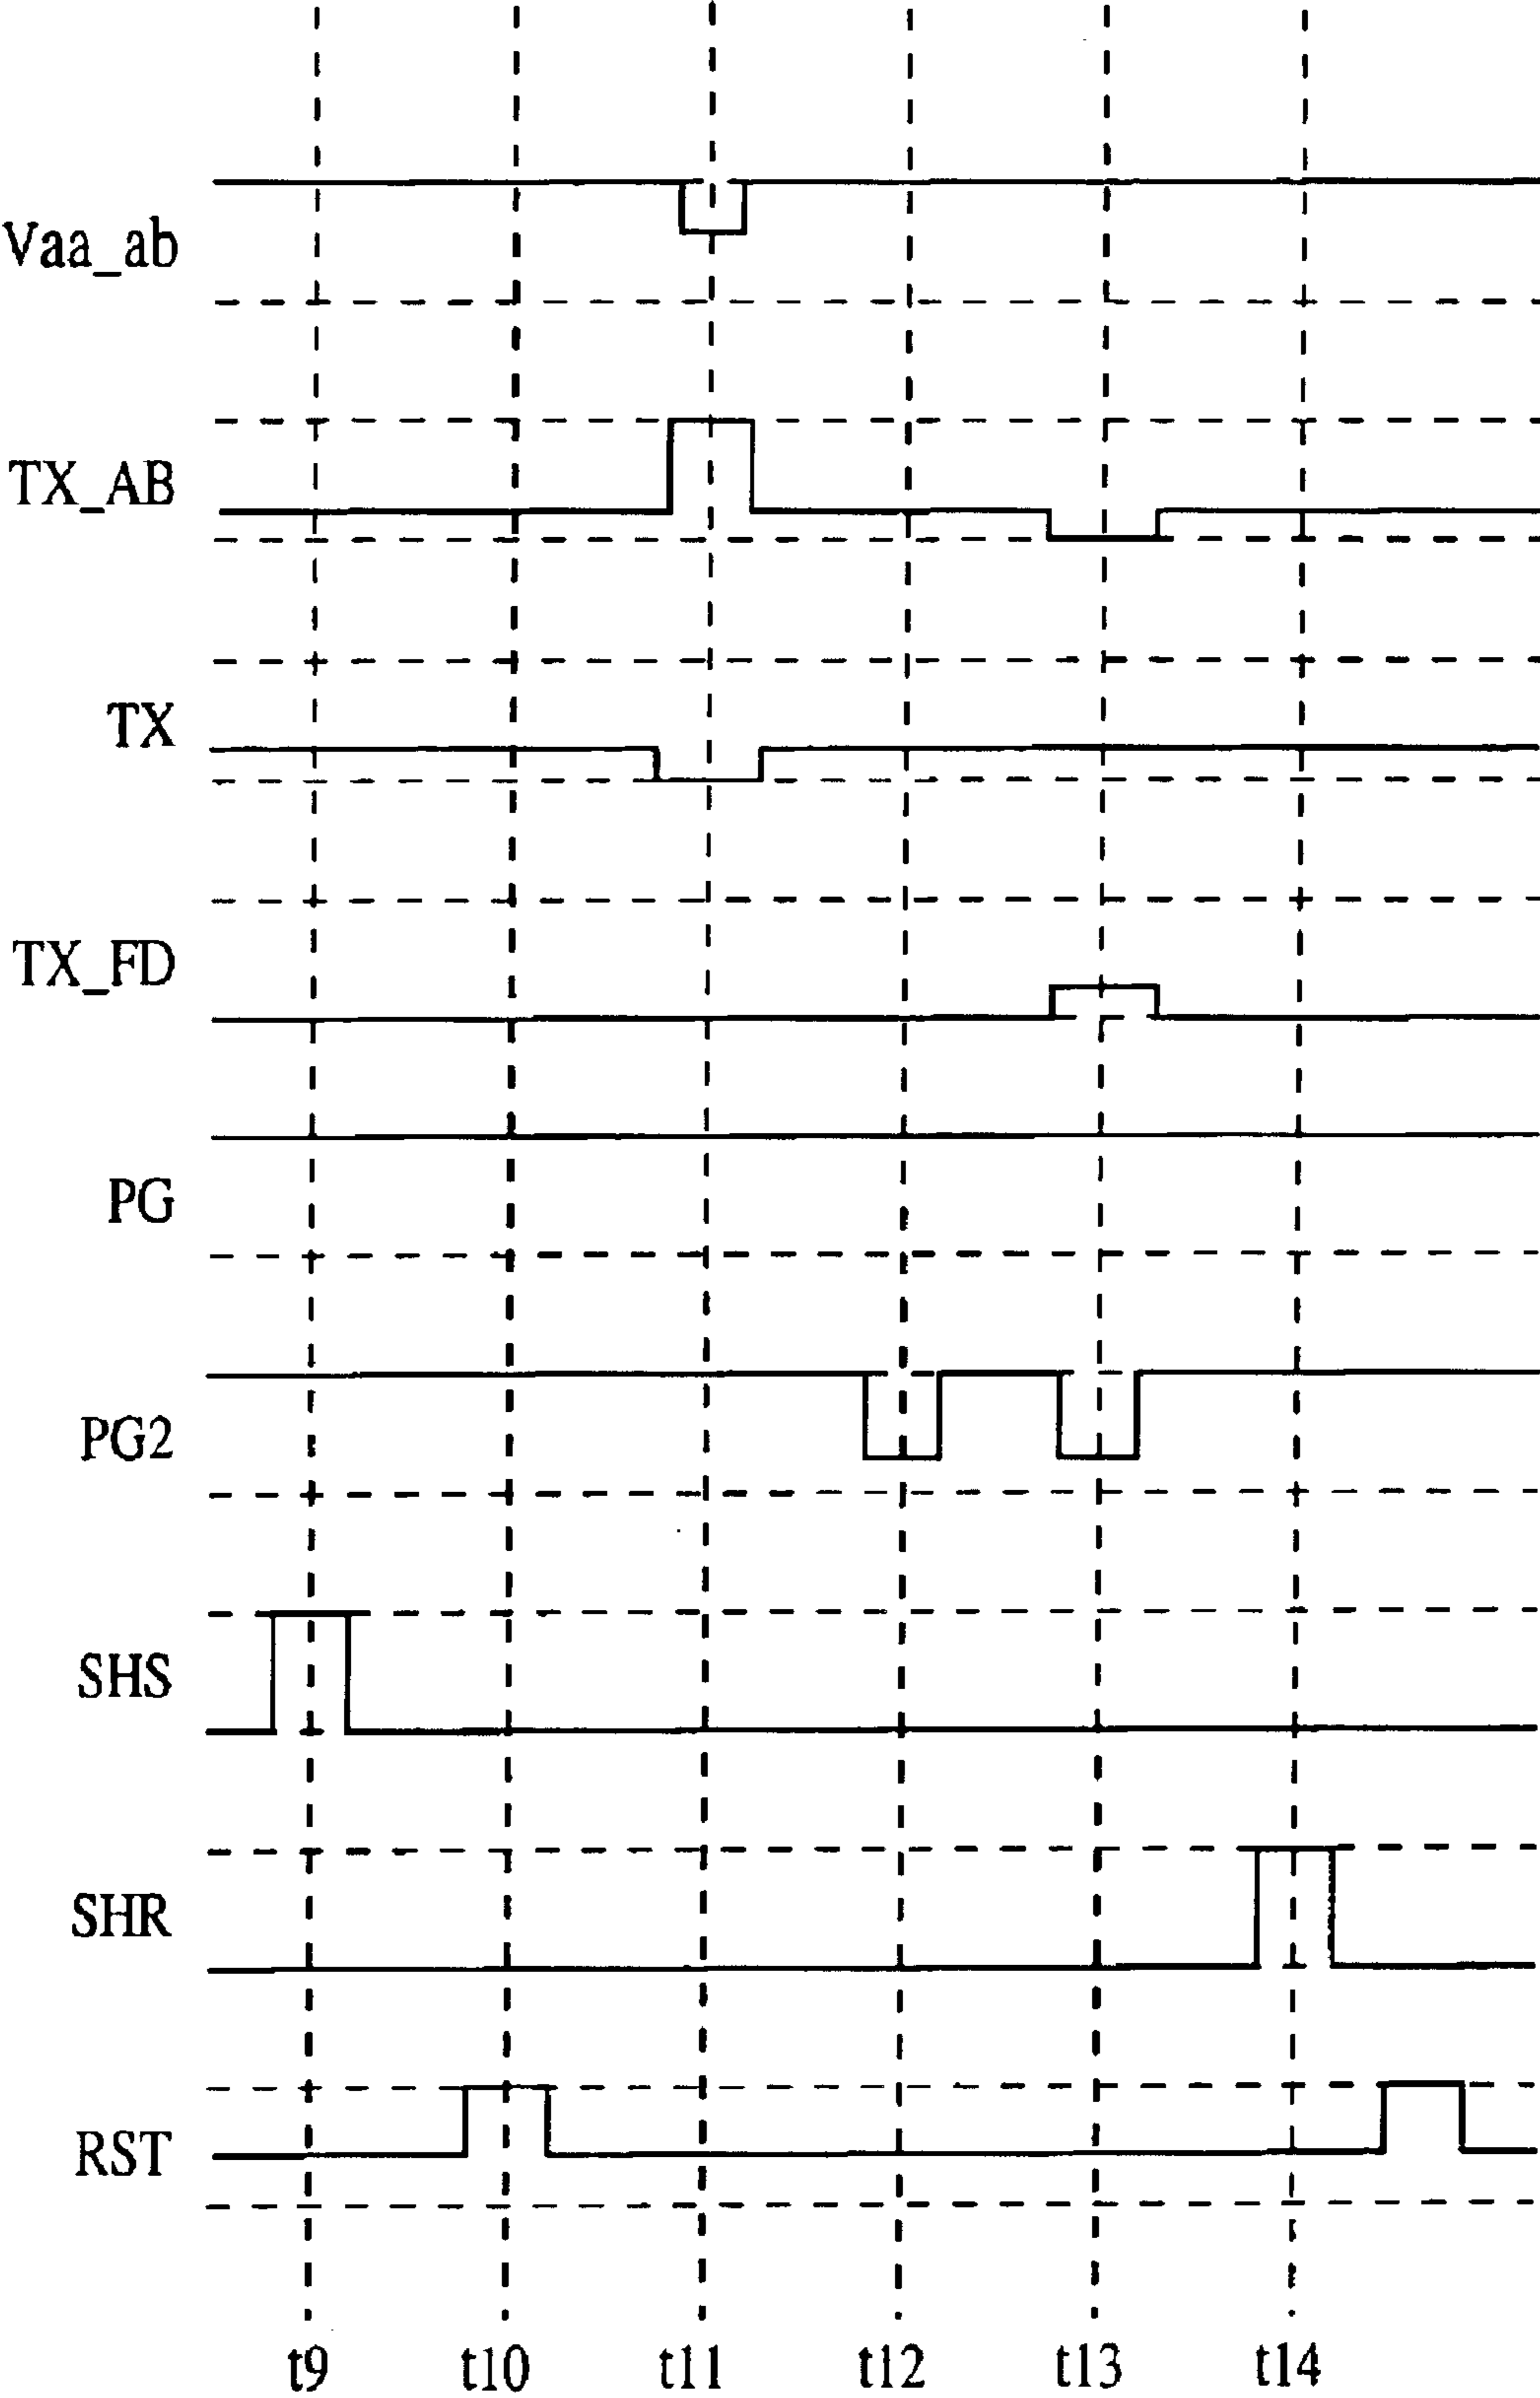 Vaa_ab
TX_AB
TX
TX_FD
PG
PG2
SHS
SHR
RST
t9 t10 t11 t12 t13 t14